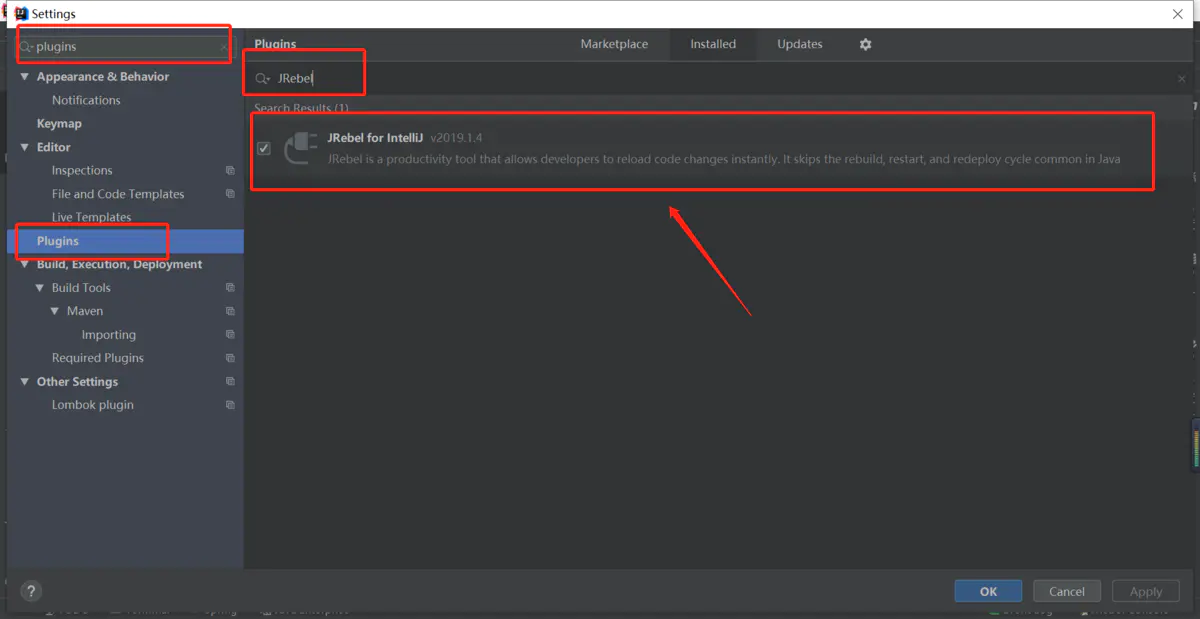 Settings
plugins
Plugins
Marketplace
Installed
Updates
JRebel
Search Results (1)
JRebel for IntelliJ v2019.1.4
JRebel is a productivity tool that allows developers to reload code changes instantly. It skips the rebuild, restart, and redeploy cycle common in Java
Appearance & Behavior
Notifications
Keymap
Editor
Inspections
File and Code Templates
Live Templates
Plugins
Build, Execution, Deployment
Build Tools
Maven
Importing
Required Plugins
Other Settings
Lombok plugin
?
OK
Cancel
Apply